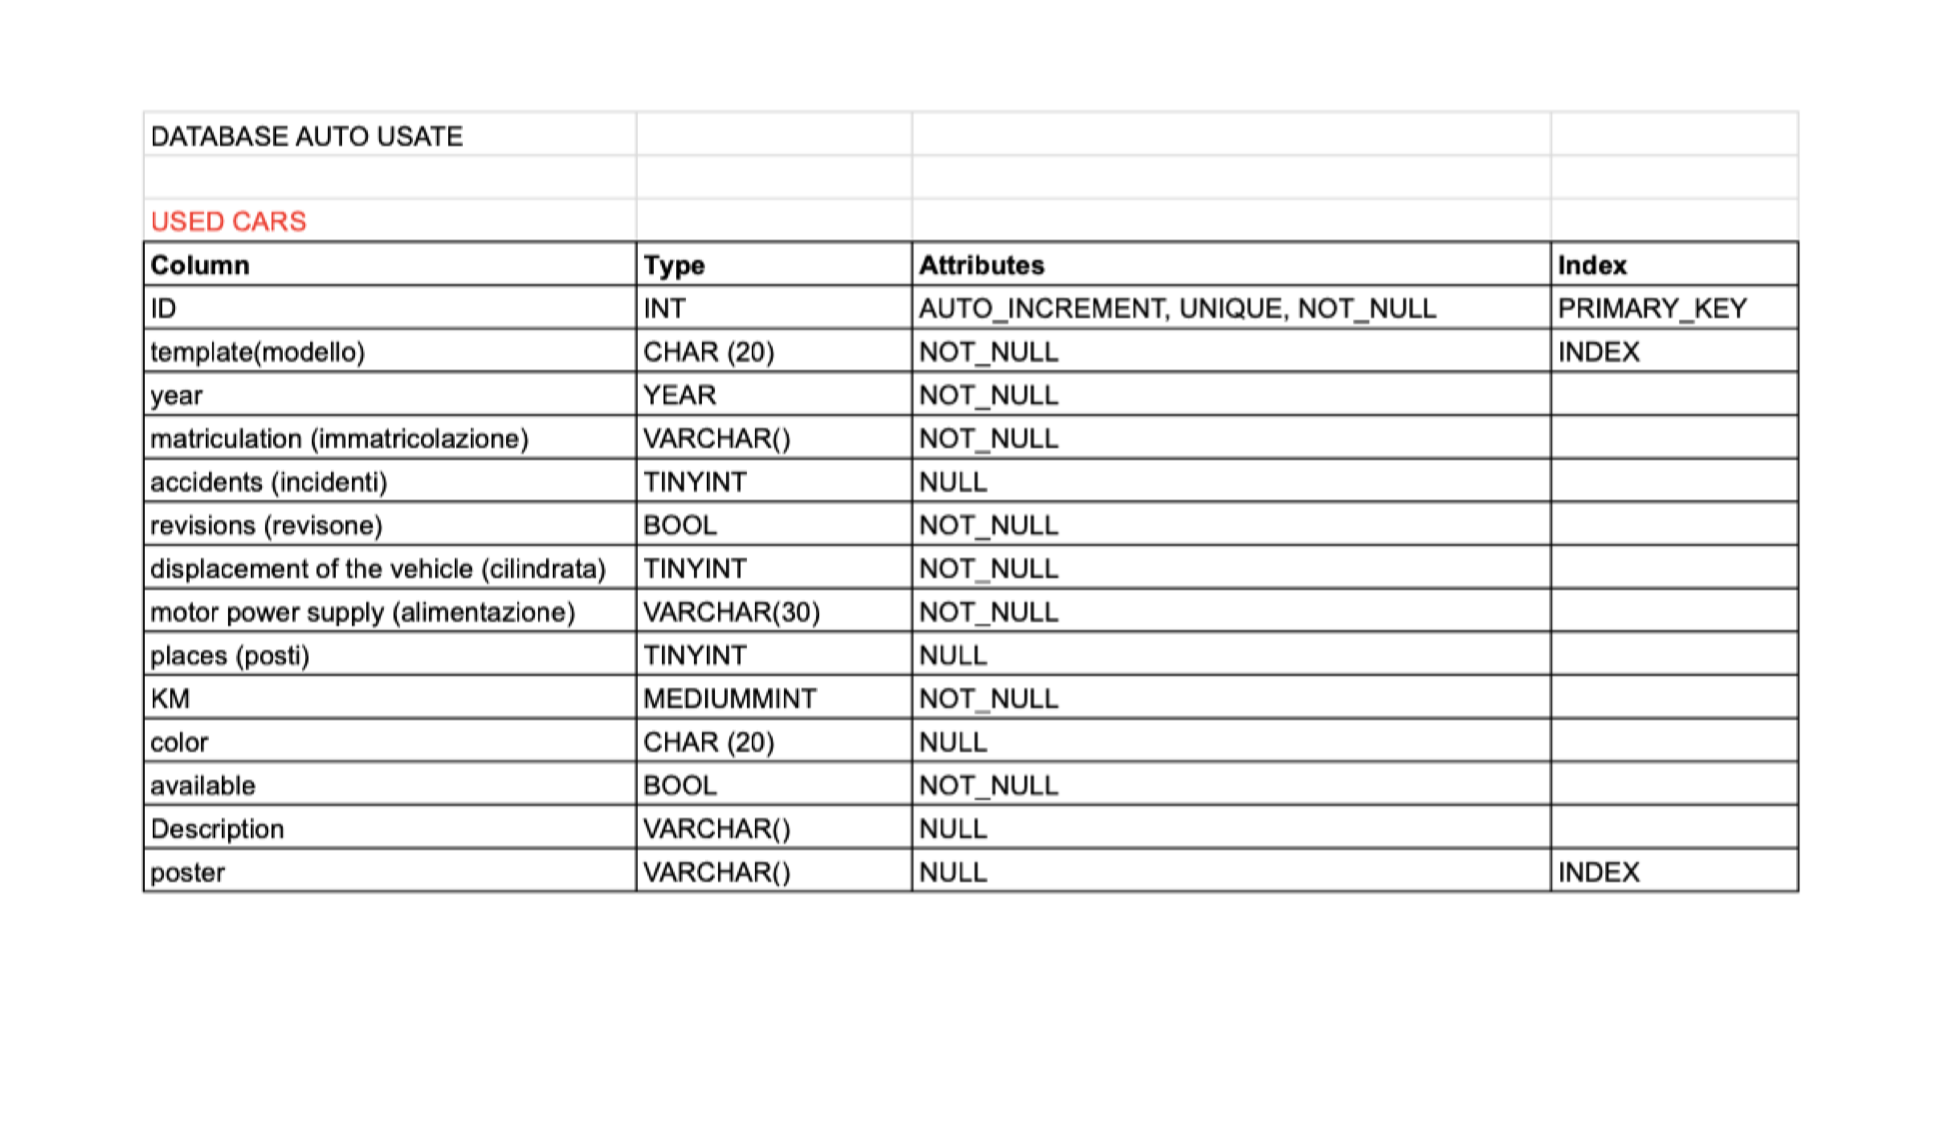 DATABASE AUTO USATE
USED CARS
Column Type Attributes Index
ID INT AUTO_INCREMENT, UNIQUE, NOT_NULL PRIMARY_KEY
template(modello) CHAR (20) NOT_NULL INDEX
year YEAR NOT_NULL
matriculation (immatricolazione) VARCHAR() NOT_NULL
accidents (incidenti) TINYINT NULL
revisions (revisone) BOOL NOT_NULL
displacement of the vehicle (cilindrata) TINYINT NOT_NULL
motor power supply (alimentazione) VARCHAR(30) NOT_NULL
places (posti) TINYINT NULL
KM MEDIUMMINT NOT_NULL
color CHAR (20) NULL
available BOOL NOT_NULL
Description VARCHAR() NULL
poster VARCHAR() NULL INDEX